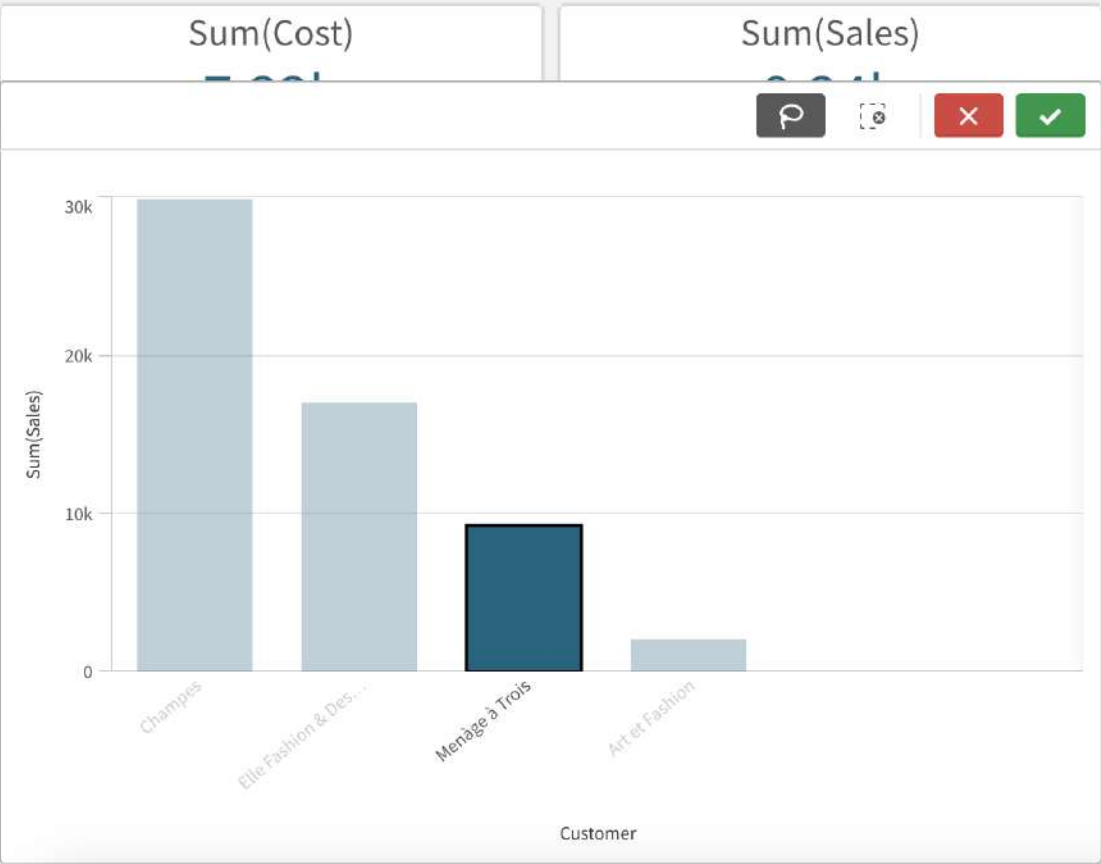 Sum(Cost)
Sum(Sales)
30k
20k
10k
0
Sum(Sales)
Champes
Elle Fashion & Des...
Menàge à Trois
Art et Fashion
Customer